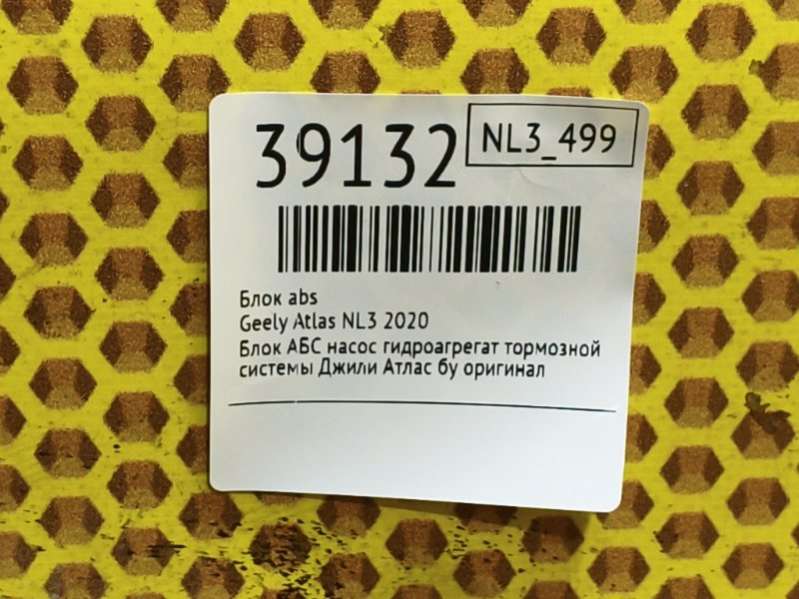 39132
NL3_499
Блок abs
Geely Atlas NL3 2020
Блок АБС насос гидроагрегат тормозной
системы Джили Атлас бу оригинал